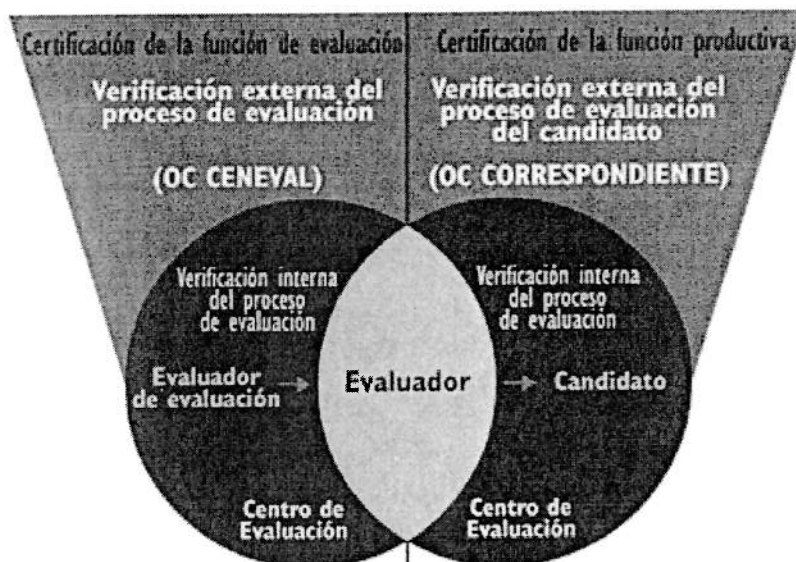 Certificación de la función de evaluación
Verificación externa del
proceso de evaluación
(OC CENEVAL)
Certificación de la función productiva
Verificación externa del
proceso de evaluación
del candidato
(OC CORRESPONDIENTE)
Verificación interna
del proceso
de evaluación
Evaluador
de evaluación
Centro de
Evaluación
Evaluador
Verificación interna
del proceso
de evaluación
Candidato
Centro de
Evaluación